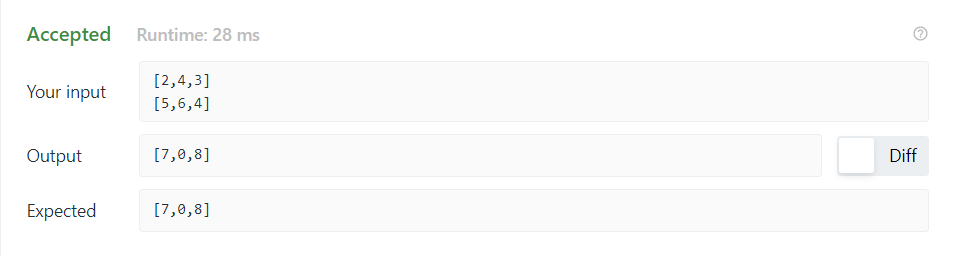 Accepted Runtime: 28 ms
Your input
[2,4,3]
[5,6,4]
Output
[7,0,8]
Diff
Expected
[7,0,8]